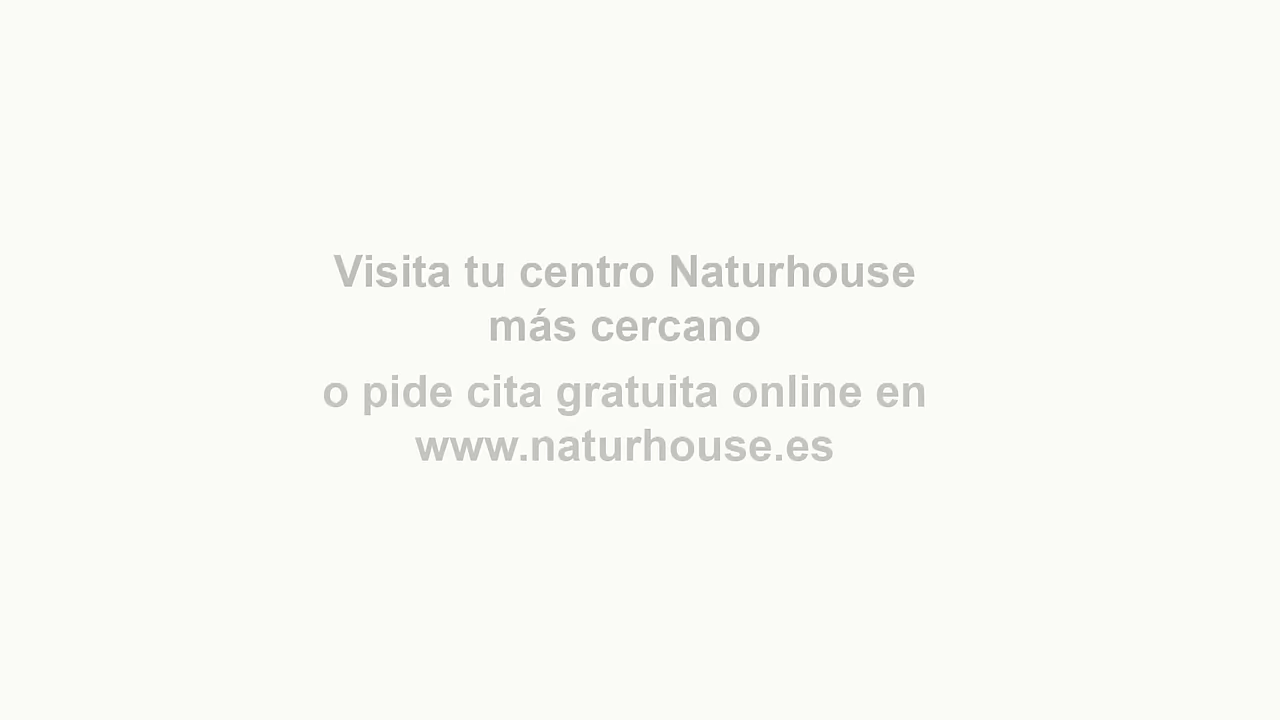 Visita tu centro Naturhouse
más cercano
o pide cita gratuita online en
www.naturhouse.es